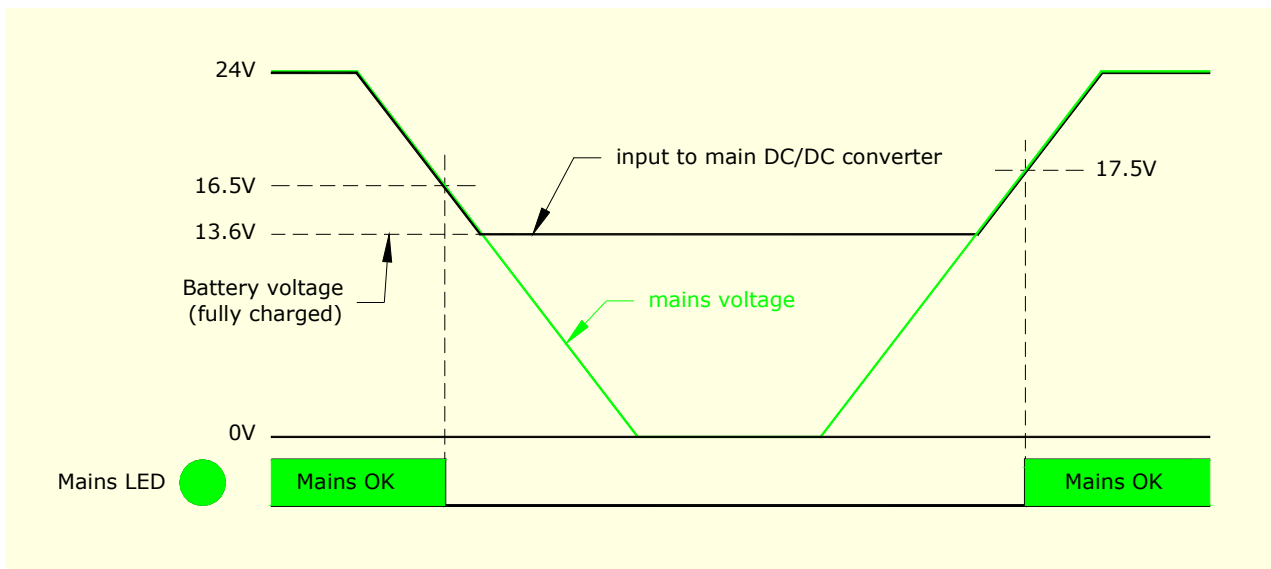 24V
input to main DC/DC converter
17.5V
16.5V
13.6V
Battery voltage
(fully charged)
mains voltage
0V
Mains LED
Mains OK
Mains OK